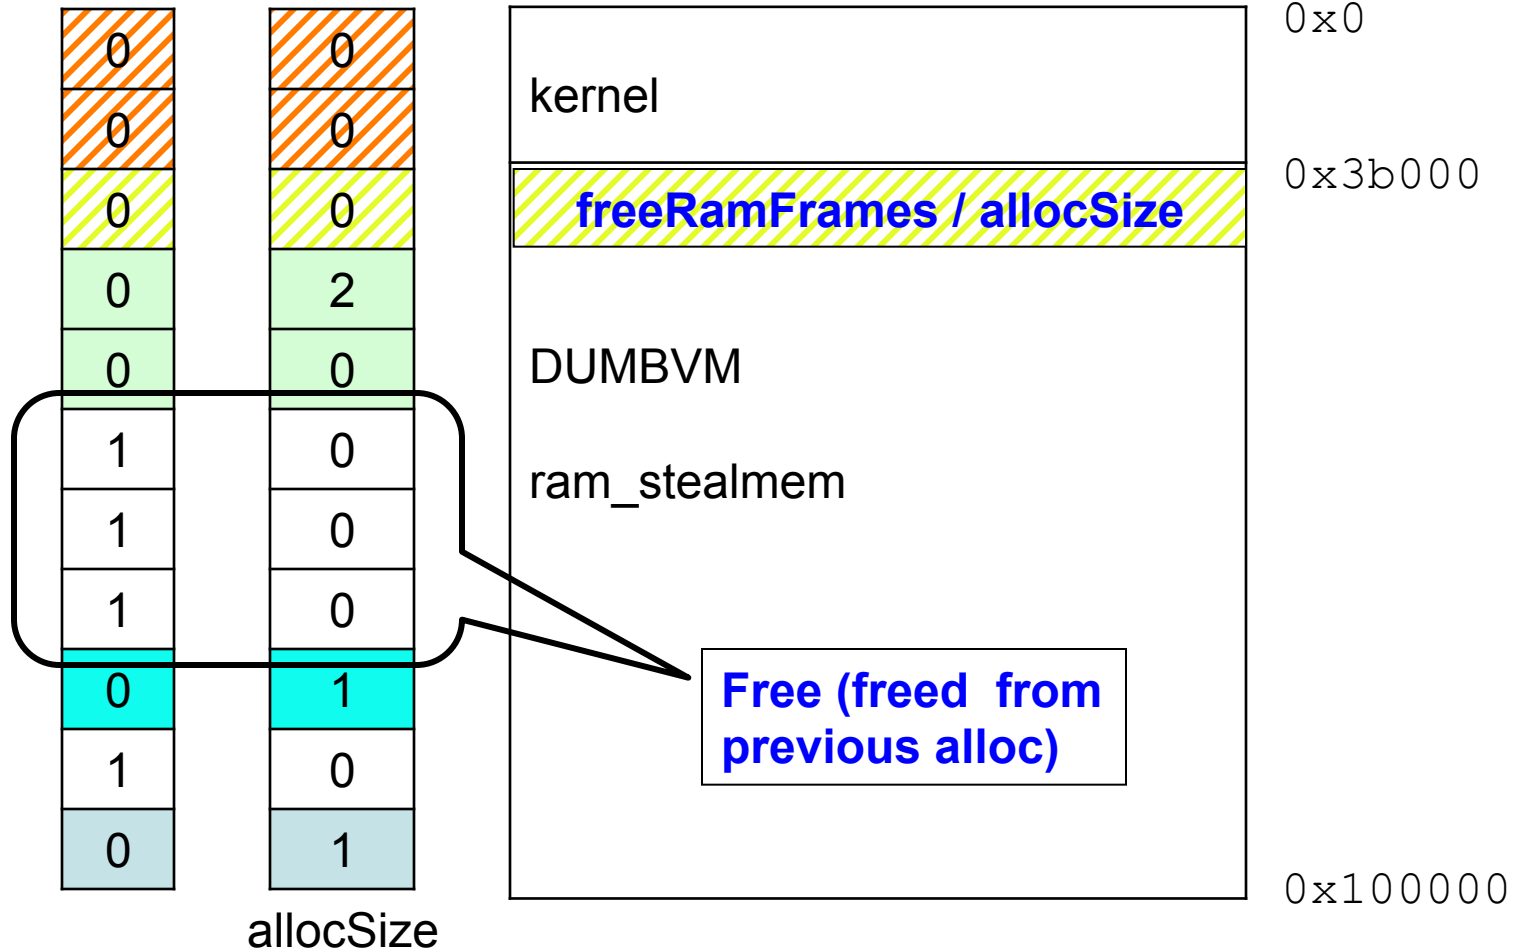 0 0
0 0
0 0
0 2
0 0
1 0
1 0
1 0
0 1
1 0
0 1
allocSize
kernel
freeRamFrames / allocSize
DUMBVM
ram_stealmem
Free (freed from
previous alloc)
0x0
0x3b000
0x100000